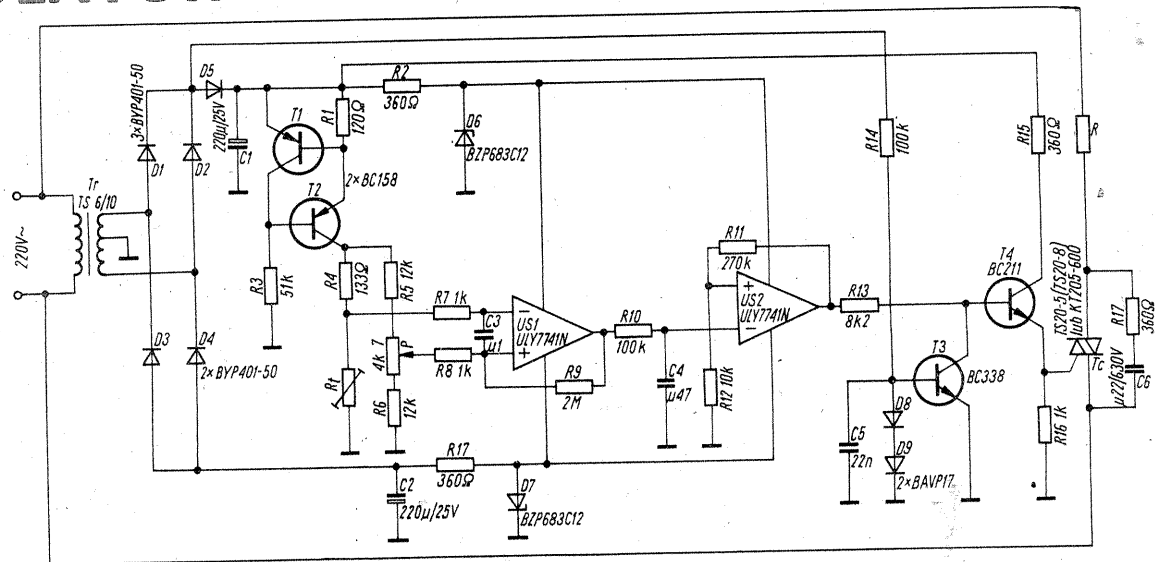 D5
R2
360Ω
3×BYP401-50
220μ/25V
C1
T1
R1
120Ω
D6
BZP683C12
R14
100k
R15
360Ω
R
D1
D2
Tr
TS 6/10
220V~
2×BC158
T2
R3
51k
R4
133Ω
R5 12k
R11
270k
R7 1k
C3
μ1
US1
ULY7741N
R10
100k
US2
ULY7741N
R13
8k2
T4
BC211
TS20-5(TS20-8)
lub KT205-600
Tc
R17
360Ω
μ22/630V
C6
D3
D4
2×BYP401-50
Rt
4k7
P
R8 1k
R9
2M
R6
12k
C4
μ47
R12 10k
T3
BC338
C5
22n
D8
D9
2×BAVP17
R16 1k
C2
220μ/25V
R17
360Ω
D7
BZP683C12